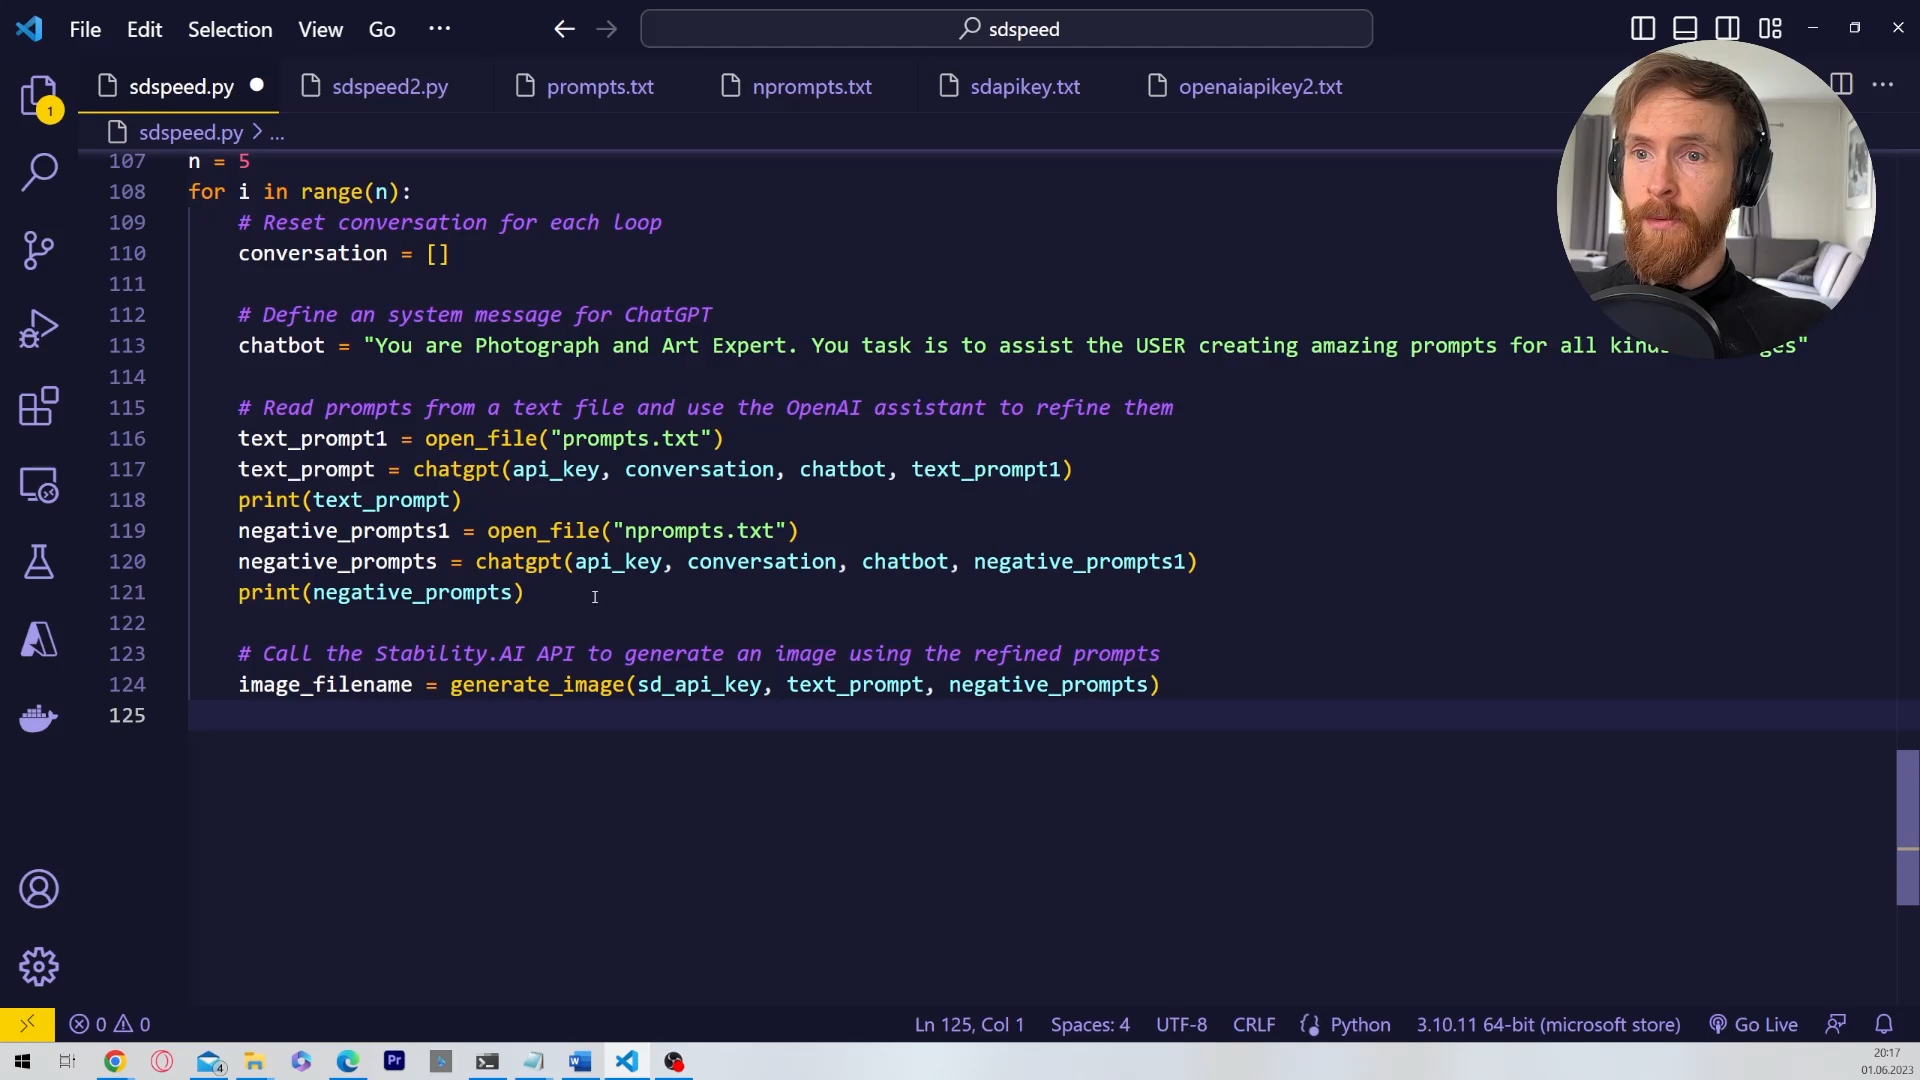 File Edit Selection View Go ···
sdspeed
sdspeed.py sdspeed2.py prompts.txt nprompts.txt sdapikey.txt openaiapikey2.txt
1
sdspeed.py > ...
107 n = 5
108 for i in range(n):
109 # Reset conversation for each loop
110 conversation = []
111
112 # Define an system message for ChatGPT
113 chatbot = "You are Photograph and Art Expert. You task is to assist the USER creating amazing prompts for all
114
115 # Read prompts from a text file and use the OpenAI assistant to refine them
116 text_prompt1 = open_file("prompts.txt")
117 text_prompt = chatgpt(api_key, conversation, chatbot, text_prompt1)
118 print(text_prompt)
119 negative_prompts1 = open_file("nprompts.txt")
120 negative_prompts = chatgpt(api_key, conversation, chatbot, negative_prompts1)
121 print(negative_prompts)
122
123 # Call the Stability.AI API to generate an image using the refined prompts
124 image_filename = generate_image(sd_api_key, text_prompt, negative_prompts)
125
0 0 Ln 125, Col 1 Spaces: 4 UTF-8 CRLF Python 3.10.11 64-bit (microsoft store) Go Live
4 Pr
20:17
01.06.2023